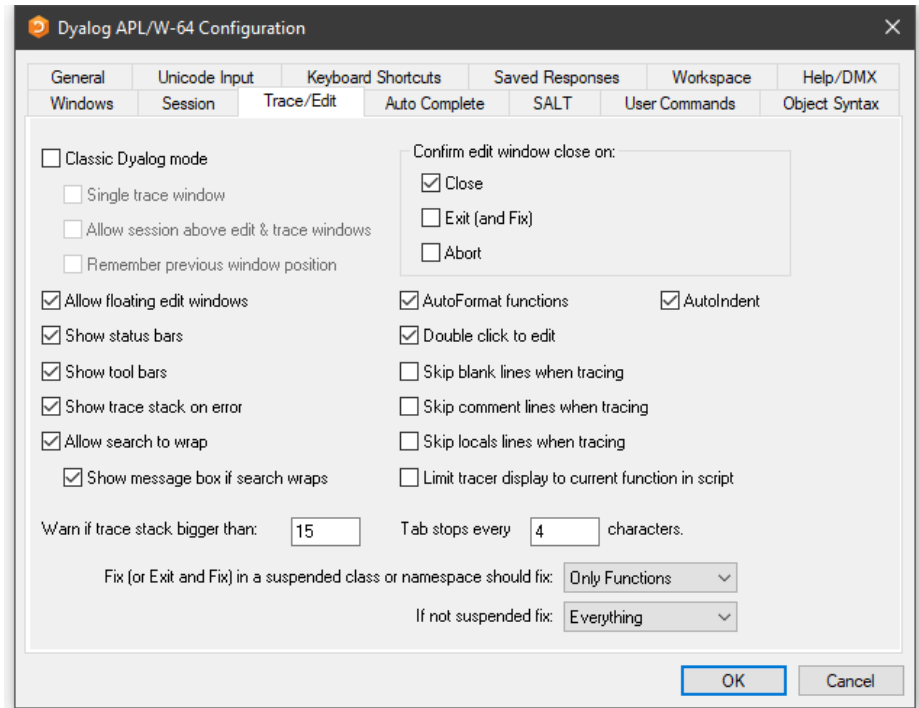 Dyalog APL/W-64 Configuration
General Unicode Input Keyboard Shortcuts Saved Responses Workspace Help/DMX
Windows Session Trace/Edit Auto Complete SALT User Commands Object Syntax
Classic Dyalog mode
Single trace window
Allow session above edit & trace windows
Remember previous window position
Confirm edit window close on:
Close
Exit (and Fix)
Abort
Allow floating edit windows
Show status bars
Show tool bars
Show trace stack on error
Allow search to wrap
Show message box if search wraps
AutoFormat functions AutoIndent
Double click to edit
Skip blank lines when tracing
Skip comment lines when tracing
Skip locals lines when tracing
Limit tracer display to current function in script
Warn if trace stack bigger than: 15 Tab stops every 4 characters.
Fix (or Exit and Fix) in a suspended class or namespace should fix: Only Functions
If not suspended fix: Everything
OK Cancel